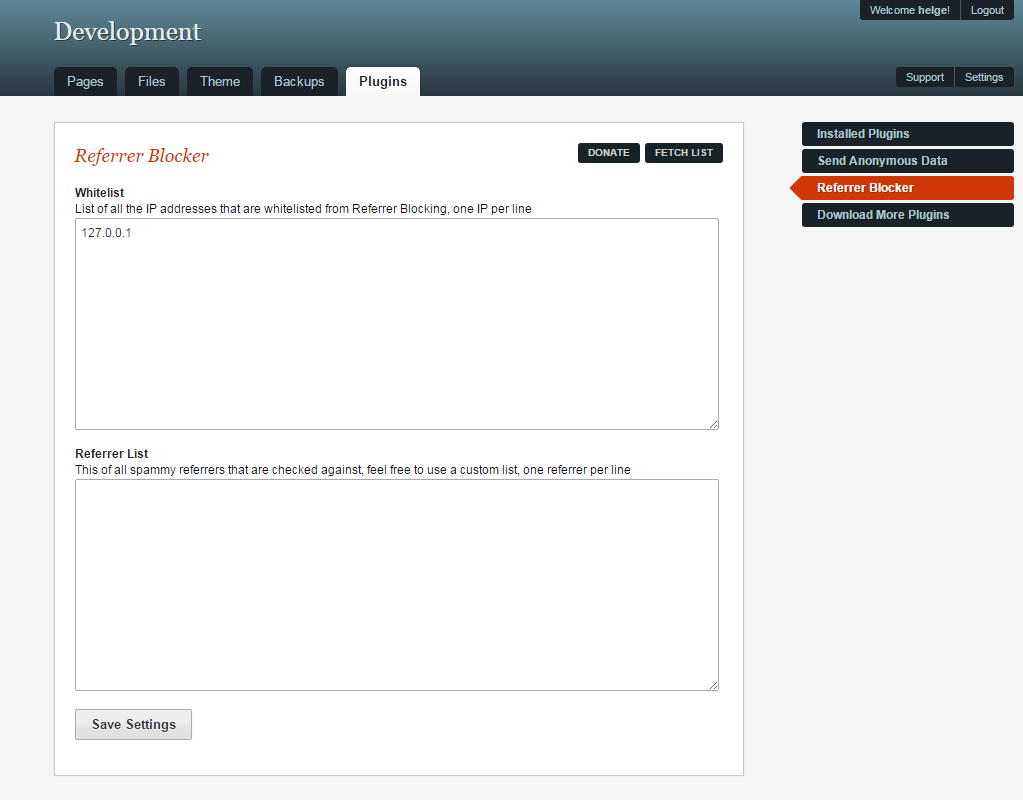 Welcome helge!
Logout
Development
Pages
Files
Theme
Backups
Plugins
Support
Settings
Referrer Blocker
DONATE
FETCH LIST
Whitelist
List of all the IP addresses that are whitelisted from Referrer Blocking, one IP per line
127.0.0.1
Referrer List
This of all spammy referrers that are checked against, feel free to use a custom list, one referrer per line
Save Settings
Installed Plugins
Send Anonymous Data
Referrer Blocker
Download More Plugins